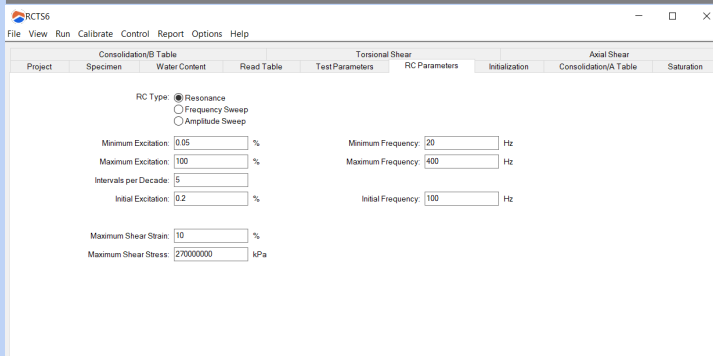 RCTS6
File View Run Calibrate Control Report Options Help
Consolidation/B Table Torsional Shear Axial Shear
Project Specimen Water Content Read Table Test Parameters RC Parameters Initialization Consolidation/A Table Saturation
RC Type: Resonance
Frequency Sweep
Amplitude Sweep
Minimum Excitation: 0.05 % Minimum Frequency: 20 Hz
Maximum Excitation: 100 % Maximum Frequency: 400 Hz
Intervals per Decade: 5
Initial Excitation: 0.2 % Initial Frequency: 100 Hz
Maximum Shear Strain: 10 %
Maximum Shear Stress: 270000000 kPa